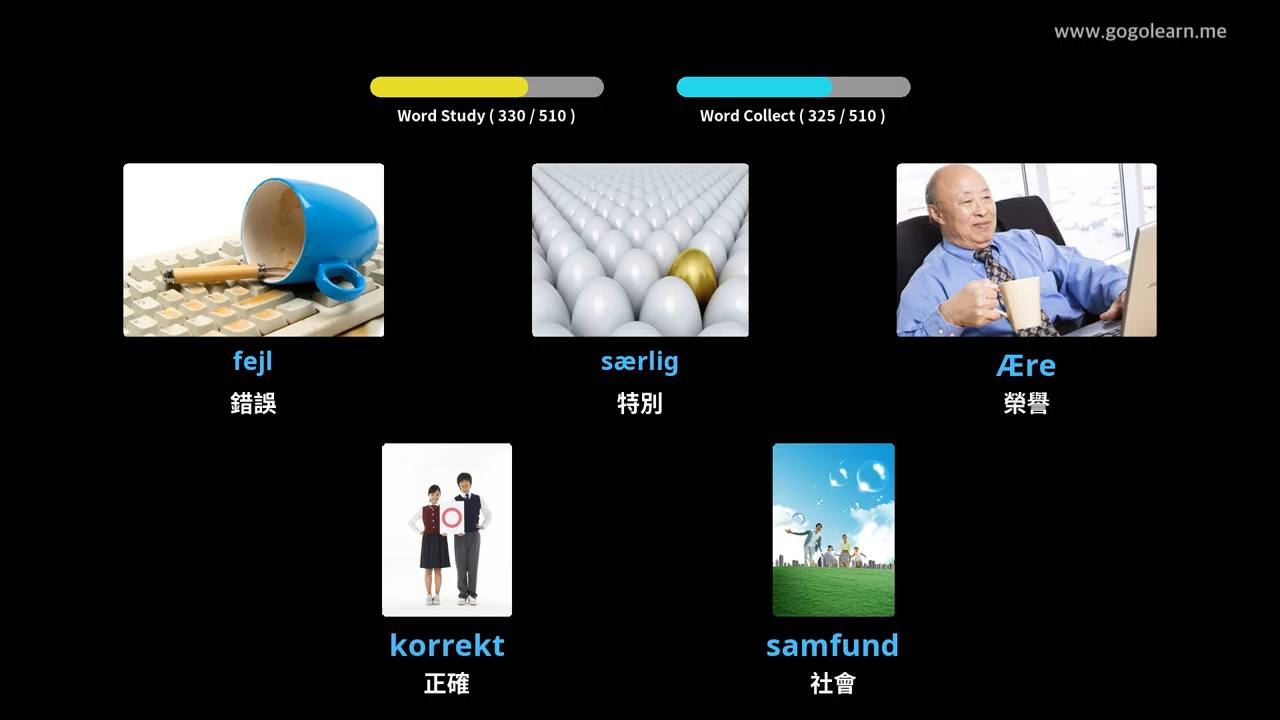 www.gogolearn.me
Word Study ( 330 / 510 )
Word Collect ( 325 / 510 )
fejl
særlig
Ære
錯誤
特別
榮譽
korrekt
samfund
正確
社會